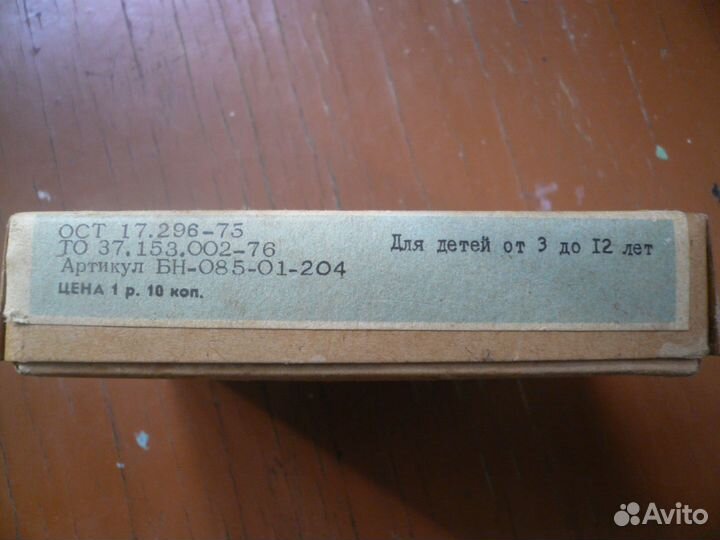 ОСТ 17.296-75
ТО 37.153.002-76
Артикул БН-085-01-204
ЦЕНА 1 р. 10 коп.
Для детей от 3 до I2 лет
Avito